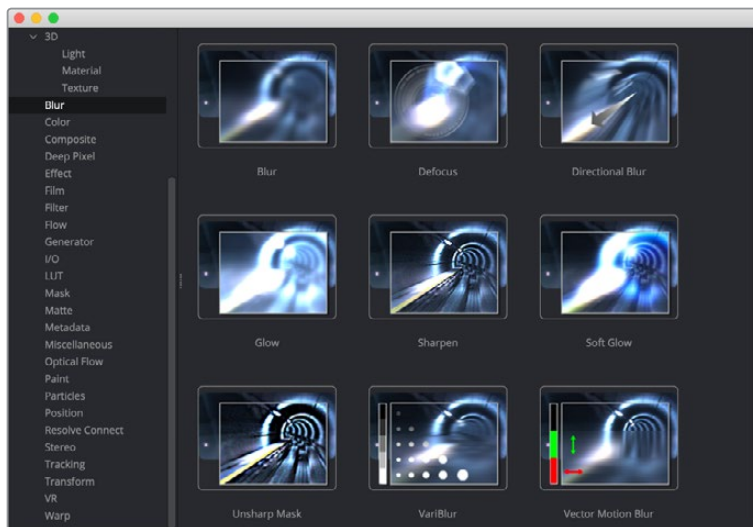 3D
Light
Material
Texture
Blur
Color
Composite
Deep Pixel
Effect
Film
Filter
Flow
Generator
I/O
LUT
Mask
Matte
Metadata
Miscellaneous
Optical Flow
Paint
Particles
Position
Resolve Connect
Stereo
Tracking
Transform
VR
Warp
Blur Defocus Directional Blur
Glow Sharpen Soft Glow
Unsharp Mask VariBlur Vector Motion Blur